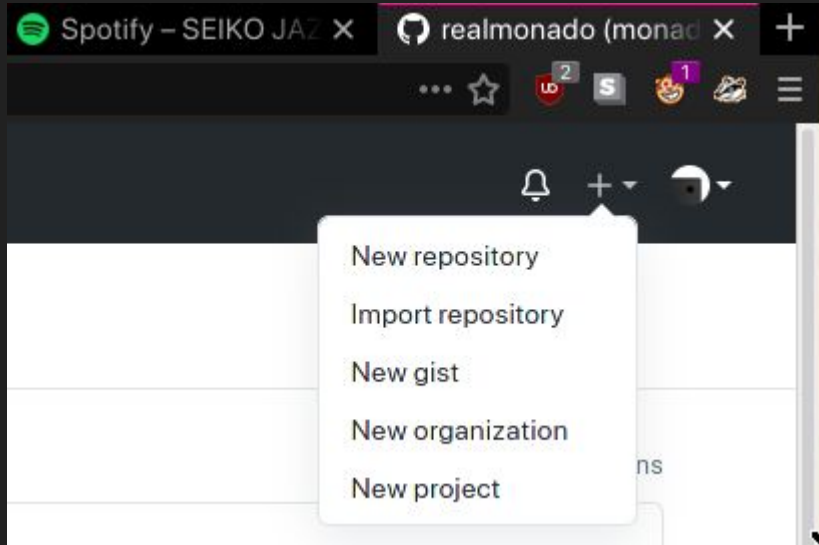 Spotify – SEIKO JAZ
realmonado (monad
2
S
1
New repository
Import repository
New gist
New organization
New project
ns